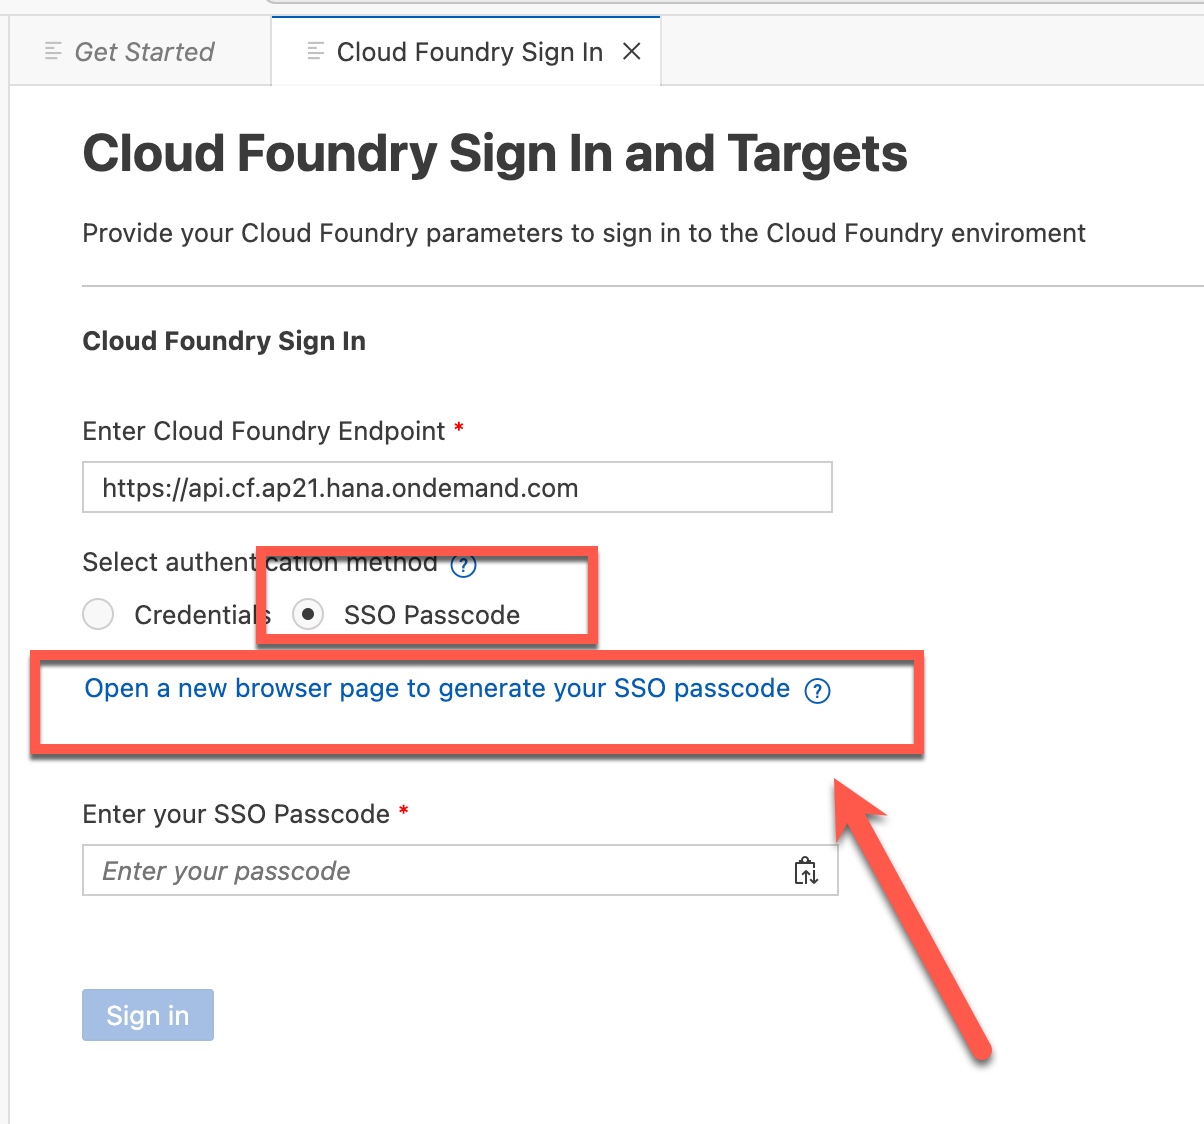 Get Started
Cloud Foundry Sign In
Cloud Foundry Sign In and Targets
Provide your Cloud Foundry parameters to sign in to the Cloud Foundry enviroment
Cloud Foundry Sign In
Enter Cloud Foundry Endpoint *
https://api.cf.ap21.hana.ondemand.com
Select authentication method ?
Credentials SSO Passcode
Open a new browser page to generate your SSO passcode ?
Enter your SSO Passcode *
Enter your passcode
Sign in